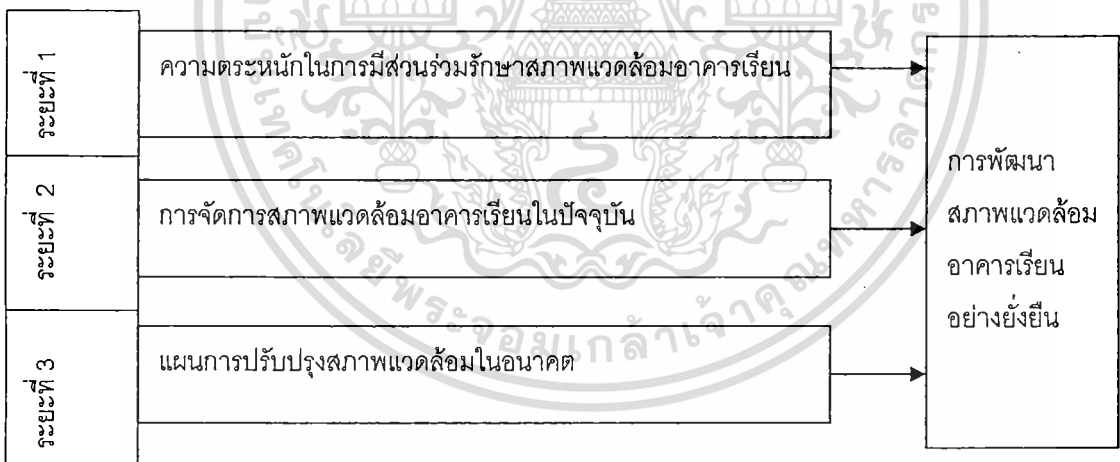 ระยะที่ 1
ความตระหนักในการมีส่วนร่วมรักษาสภาพแวดล้อมอาคารเรียน
ระยะที่ 2
การจัดการสภาพแวดล้อมอาคารเรียนในปัจจุบัน
ระยะที่ 3
แผนการปรับปรุงสภาพแวดล้อมในอนาคต
การพัฒนา
สภาพแวดล้อม
อาคารเรียน
อย่างยั่งยืน